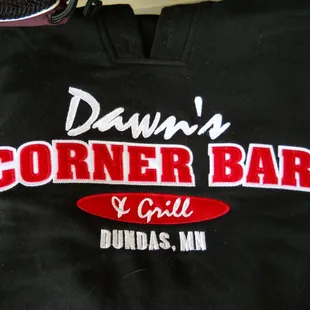 Dawn's
CORNER BAR
& Grill
DUNDAS, MN